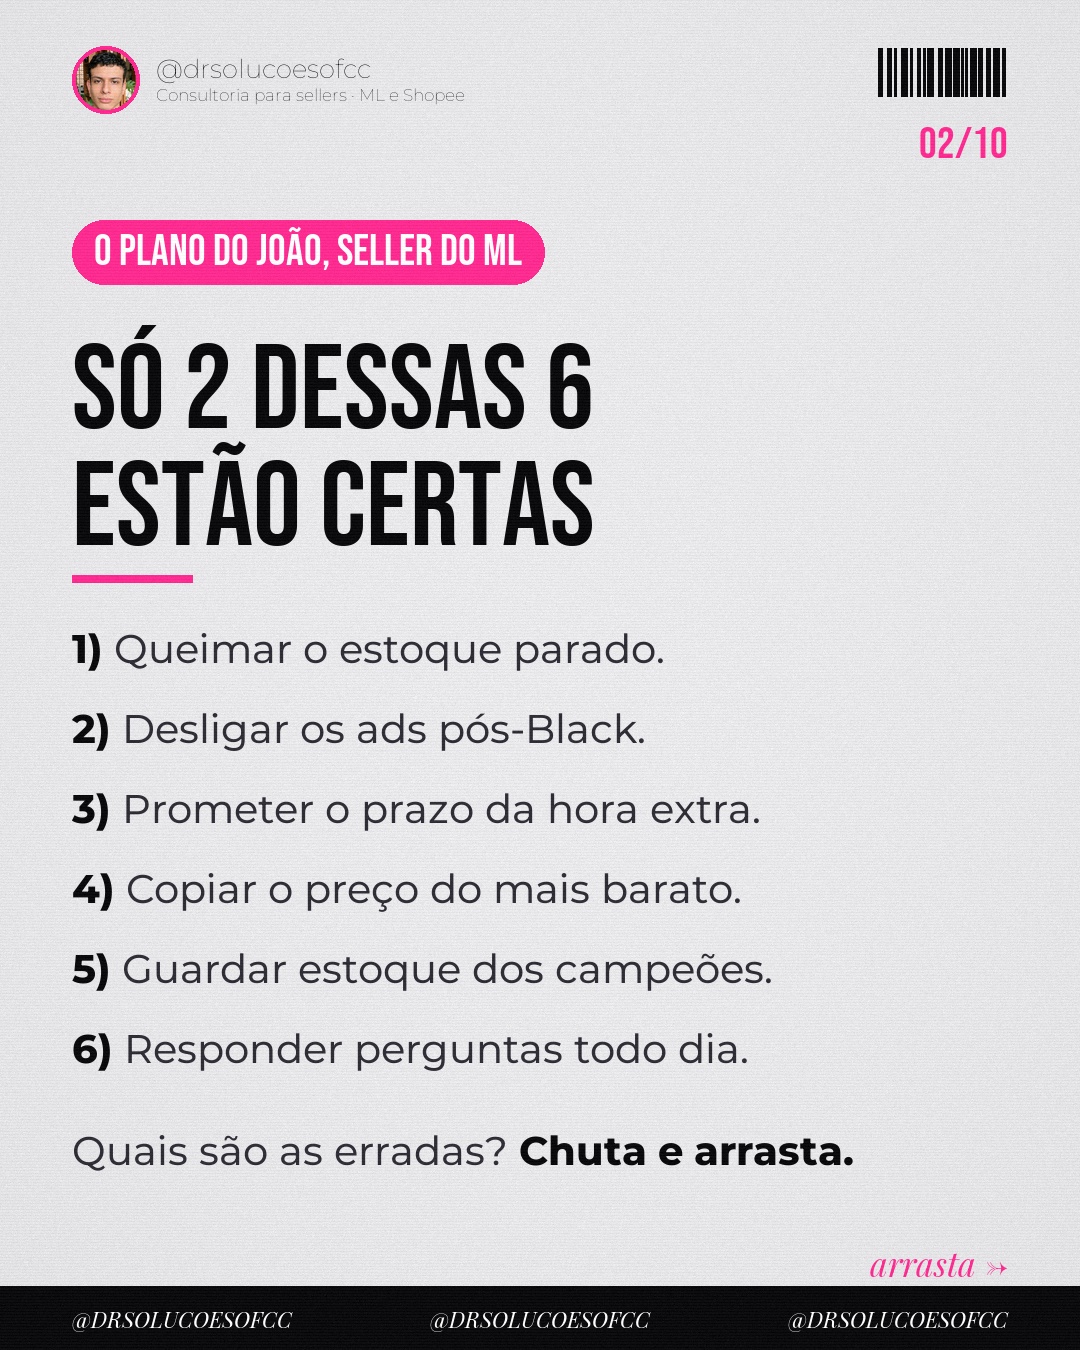 @drsolucoesofcc
Consultoria para sellers · ML e Shopee
02/10
O PLANO DO JOÃO, SELLER DO ML
SÓ 2 DESSAS 6
ESTÃO CERTAS
1) Queimar o estoque parado.
2) Desligar os ads pós-Black.
3) Prometer o prazo da hora extra.
4) Copiar o preço do mais barato.
5) Guardar estoque dos campeões.
6) Responder perguntas todo dia.
Quais são as erradas? Chuta e arrasta.
arrasta
@DRSOLUCOESOFCC @DRSOLUCOESOFCC @DRSOLUCOESOFCC